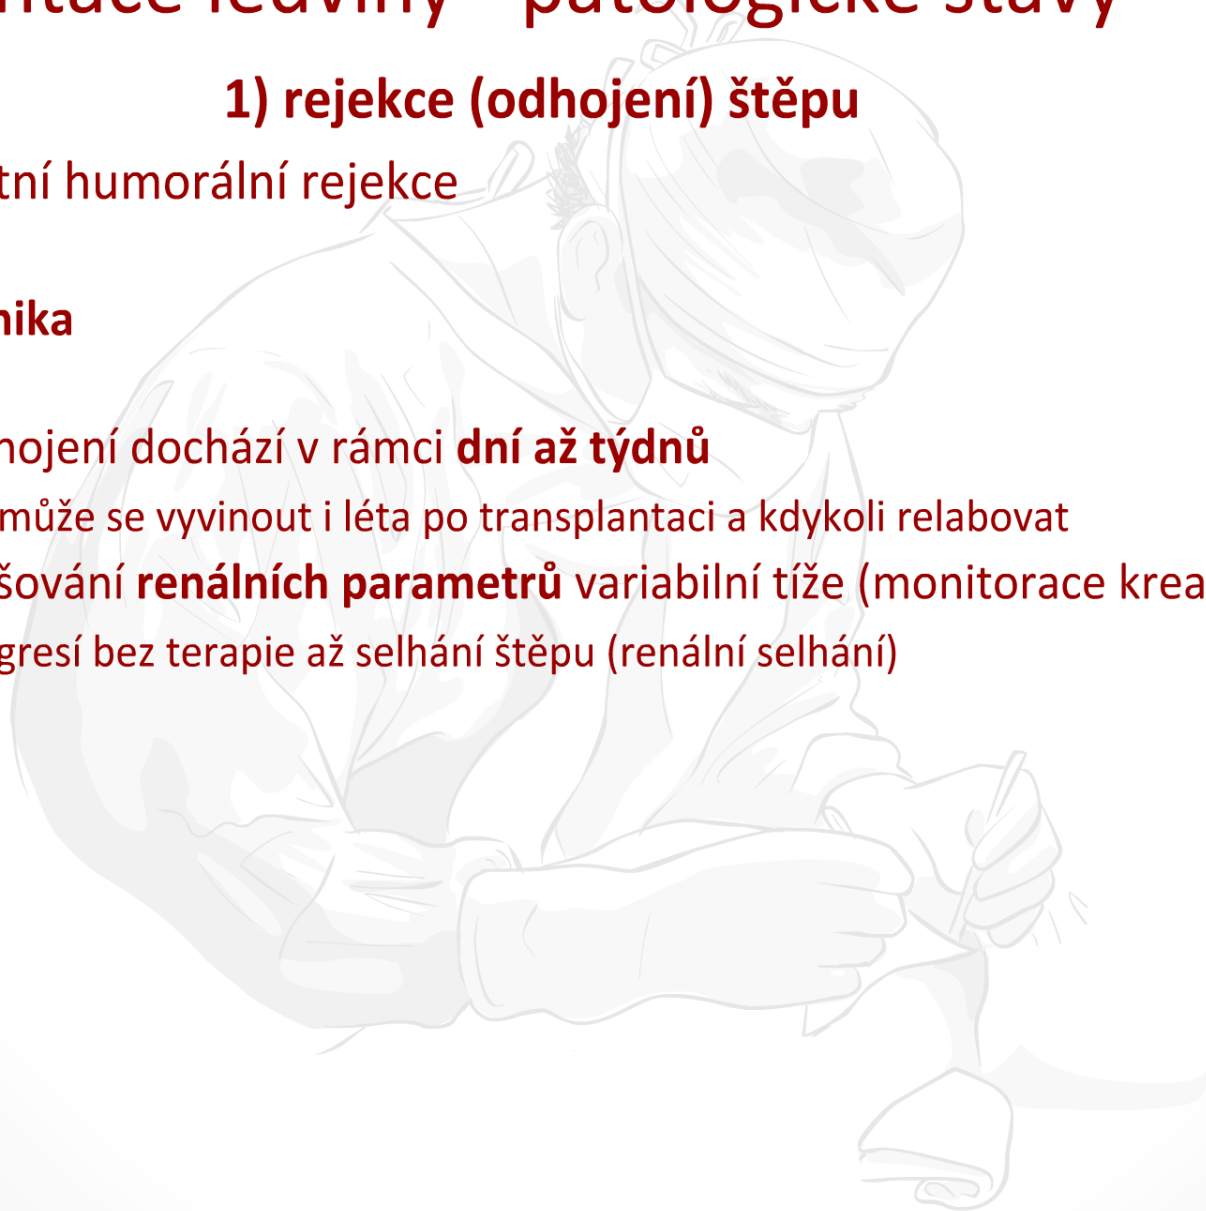 ntace ledviny - patologické stavy
1) rejekce (odhojení) štěpu
tní humorální rejekce
nika
hojení dochází v rámci dní až týdnů
může se vyvinout i léta po transplantaci a kdykoli relabovat
šování renálních parametrů variabilní tíže (monitorace krea
gresí bez terapie až selhání štěpu (renální selhání)